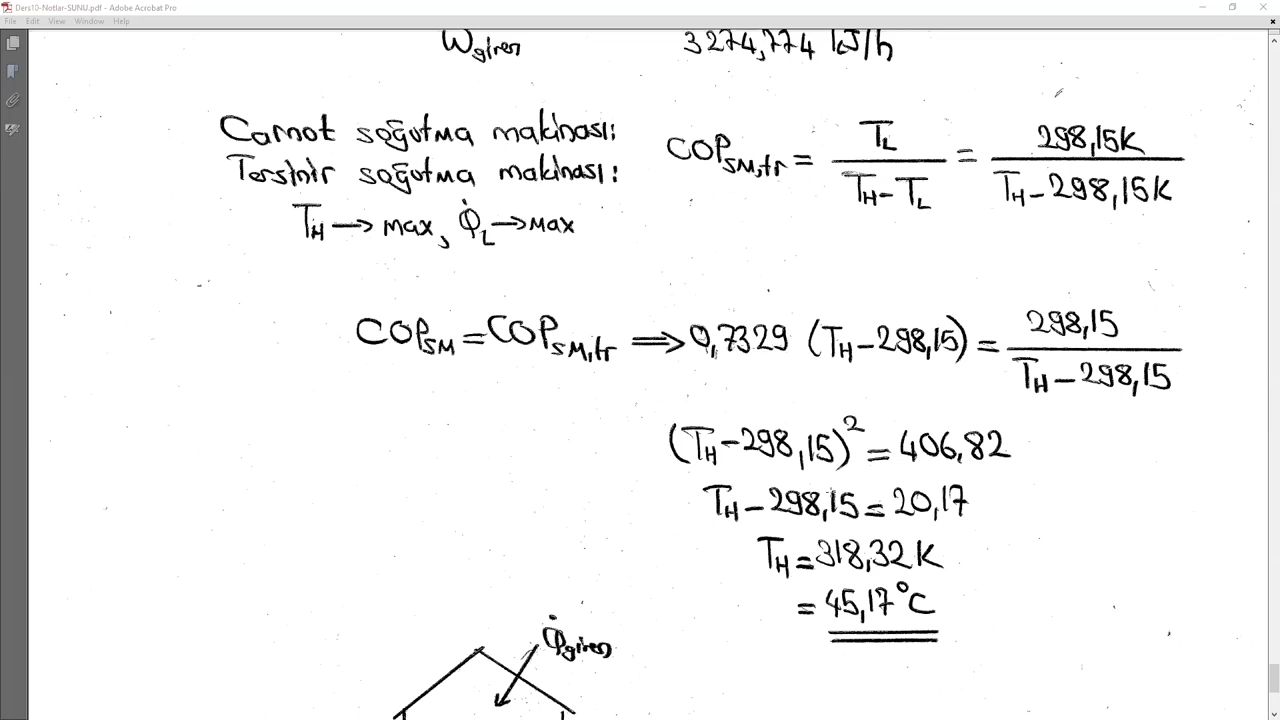 Ders10-Notlar-SUNU.pdf - Adobe Acrobat Pro
File Edit View Window Help
Ẇgiren 3274,774 kJ/h
Carnot soğutma makinası:
Tersinir soğutma makinası:
TH → max, Q̇L → max
COPSM,tr = TL / (TH - TL) = 298,15K / (TH - 298,15K)
COPSM = COPSM,tr ⟹ 0,7329 (TH - 298,15) = 298,15 / (TH - 298,15)
(TH - 298,15)² = 406,82
TH - 298,15 = 20,17
TH = 318,32 K
= 45,17 °C
Q̇giren